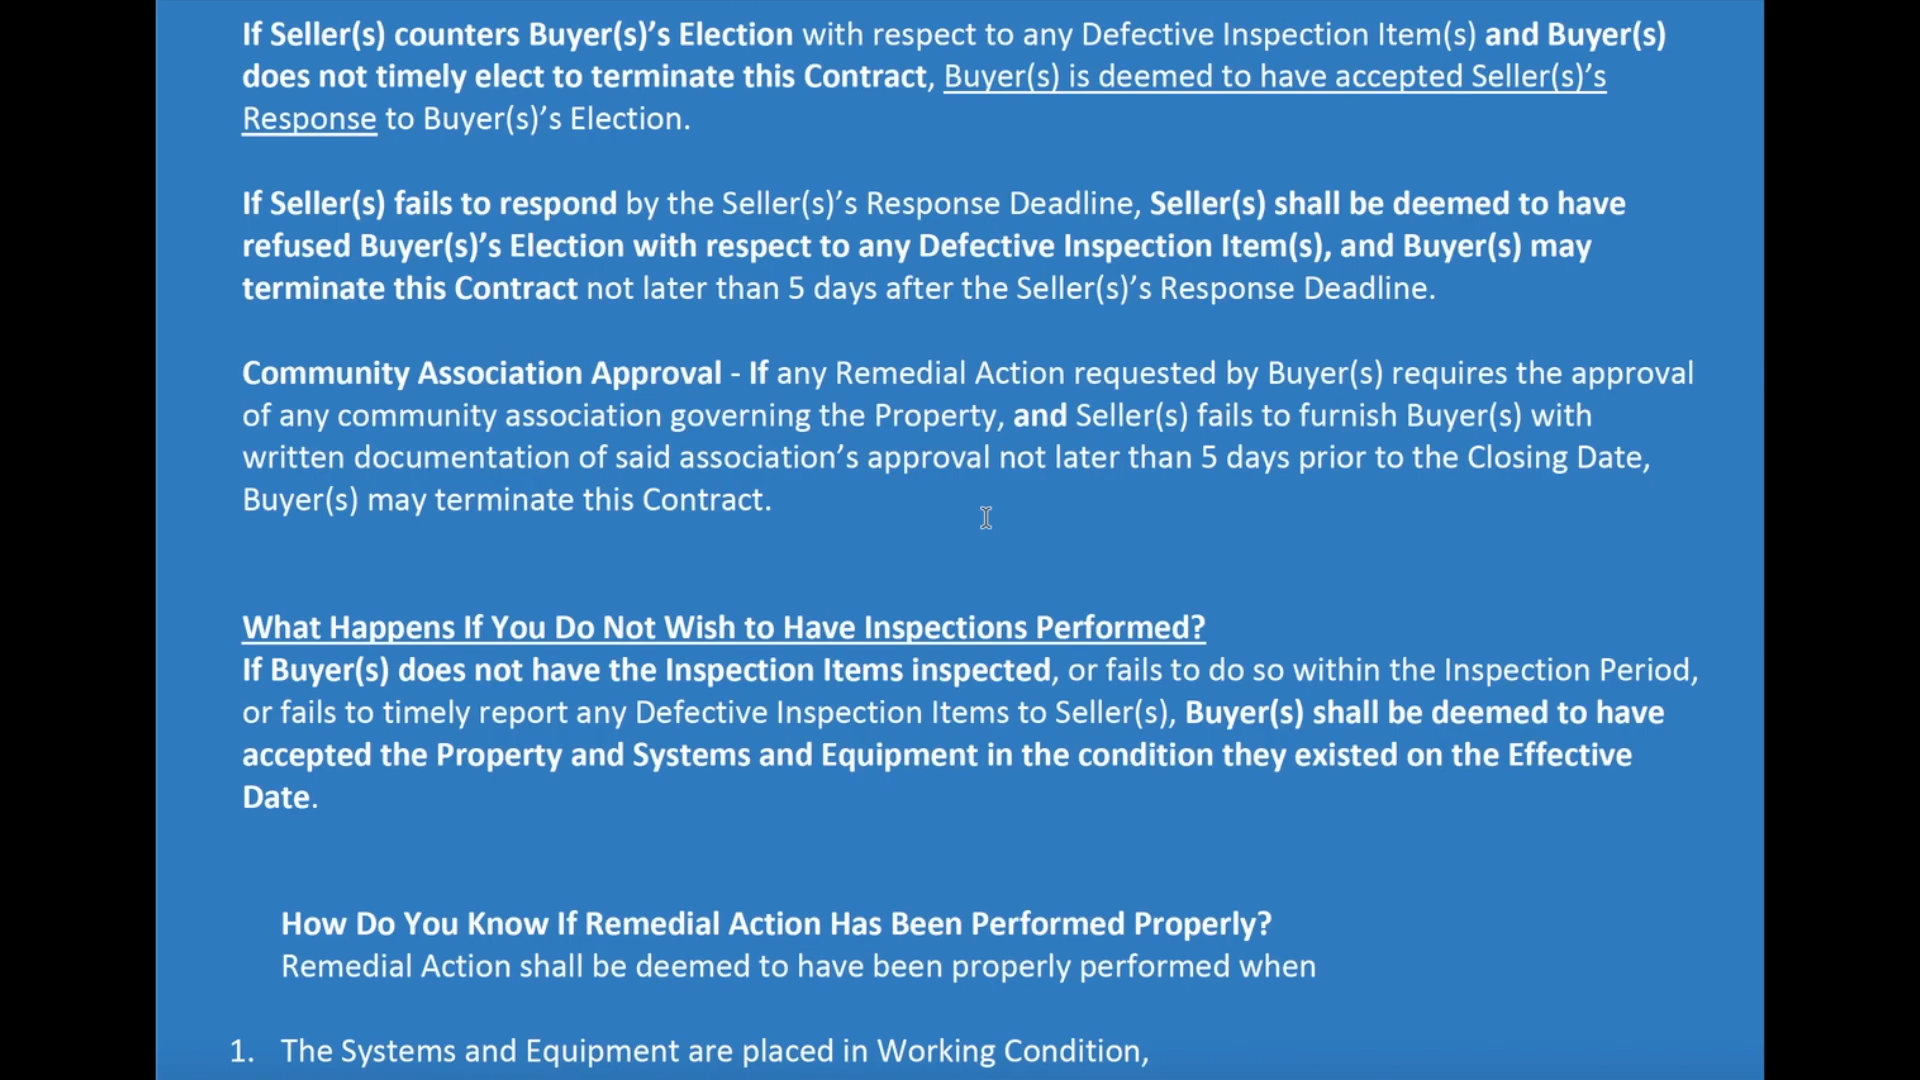 If Seller(s) counters Buyer(s)’s Election with respect to any Defective Inspection Item(s) and Buyer(s)
does not timely elect to terminate this Contract, Buyer(s) is deemed to have accepted Seller(s)’s
Response to Buyer(s)’s Election.
If Seller(s) fails to respond by the Seller(s)’s Response Deadline, Seller(s) shall be deemed to have
refused Buyer(s)’s Election with respect to any Defective Inspection Item(s), and Buyer(s) may
terminate this Contract not later than 5 days after the Seller(s)’s Response Deadline.
Community Association Approval - If any Remedial Action requested by Buyer(s) requires the approval
of any community association governing the Property, and Seller(s) fails to furnish Buyer(s) with
written documentation of said association’s approval not later than 5 days prior to the Closing Date,
Buyer(s) may terminate this Contract.
What Happens If You Do Not Wish to Have Inspections Performed?
If Buyer(s) does not have the Inspection Items inspected, or fails to do so within the Inspection Period,
or fails to timely report any Defective Inspection Items to Seller(s), Buyer(s) shall be deemed to have
accepted the Property and Systems and Equipment in the condition they existed on the Effective
Date.
How Do You Know If Remedial Action Has Been Performed Properly?
Remedial Action shall be deemed to have been properly performed when
1. The Systems and Equipment are placed in Working Condition,